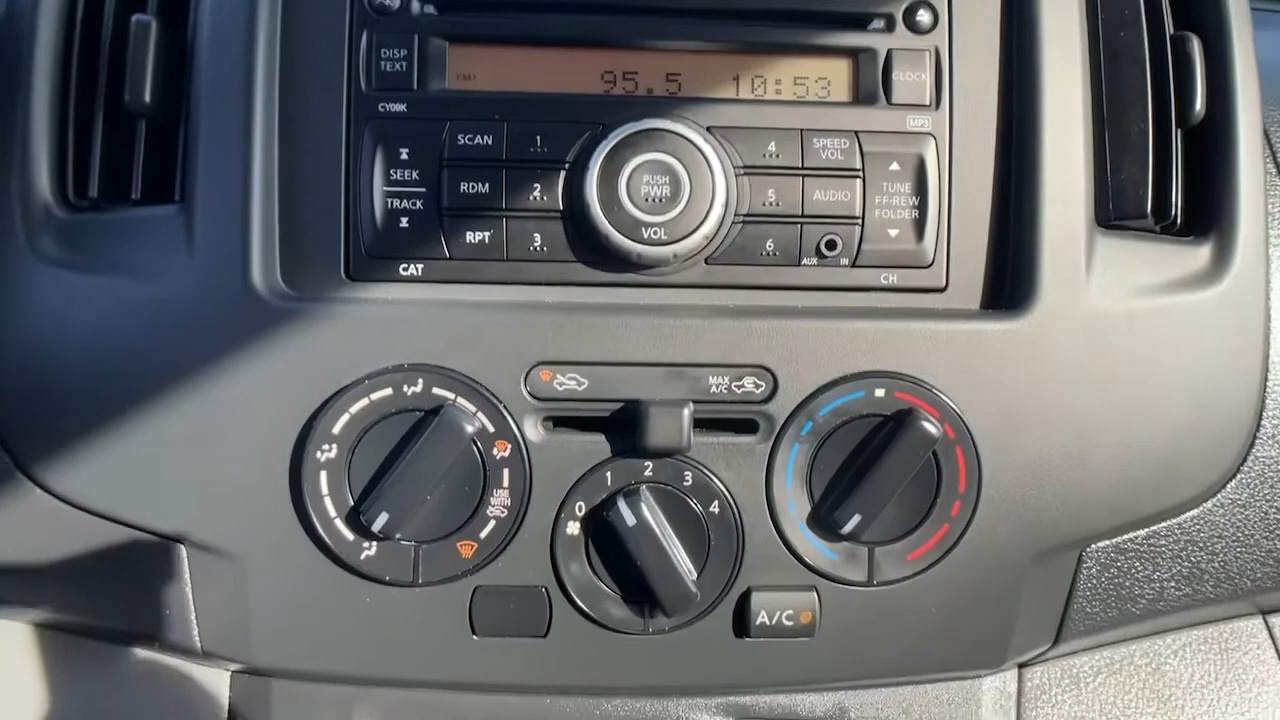 DISP
TEXT
FM1
95.5 10:53
CLOCK
CY09K
MP3
SCAN
1
4
SPEED
VOL
SEEK
TRACK
RDM
2
PUSH
PWR
VOL
5
AUDIO
TUNE
FF·REW
FOLDER
RPT
3
6
AUX IN
CAT
CH
MAX
A/C
USE
WITH
0
1
2
3
4
A/C